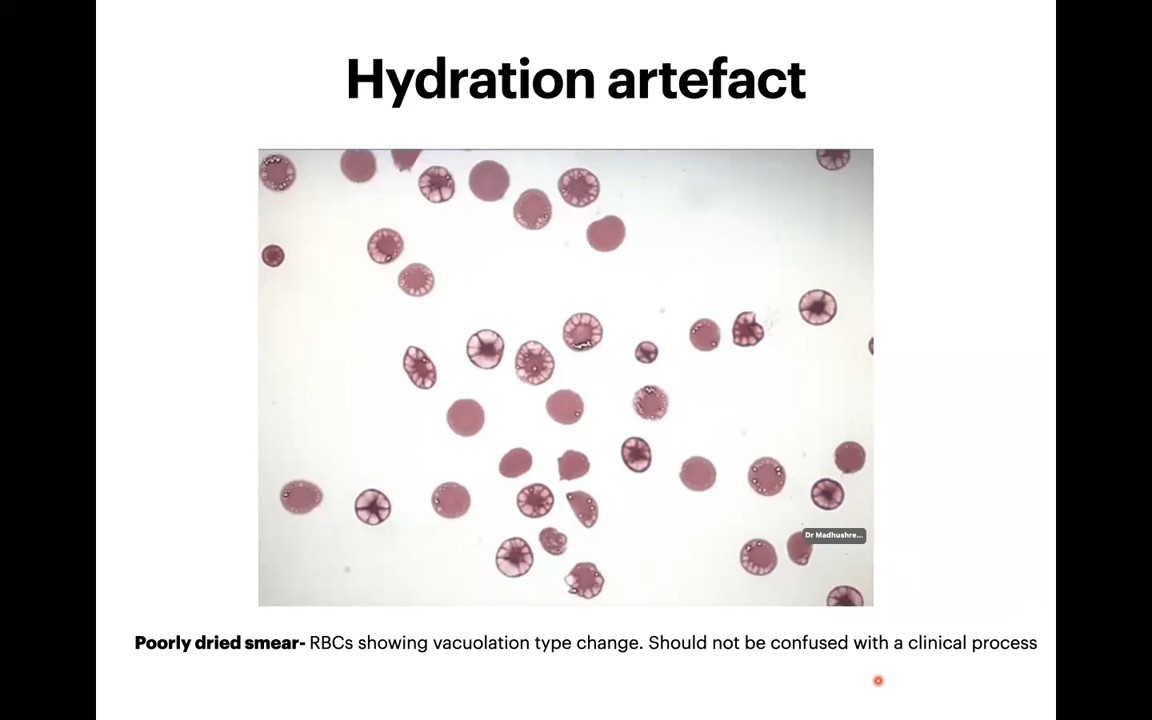 Hydration artefact
Dr Madhushre...
Poorly dried smear- RBCs showing vacuolation type change. Should not be confused with a clinical process